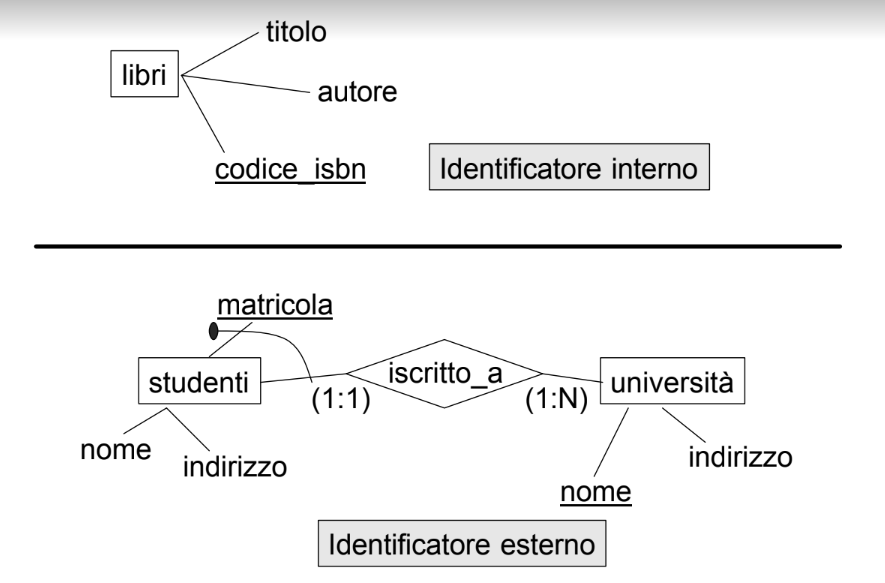 titolo
libri
autore
codice_isbn
Identificatore interno
matricola
studenti
iscritto_a
università
(1:1)
(1:N)
nome
indirizzo
indirizzo
nome
Identificatore esterno